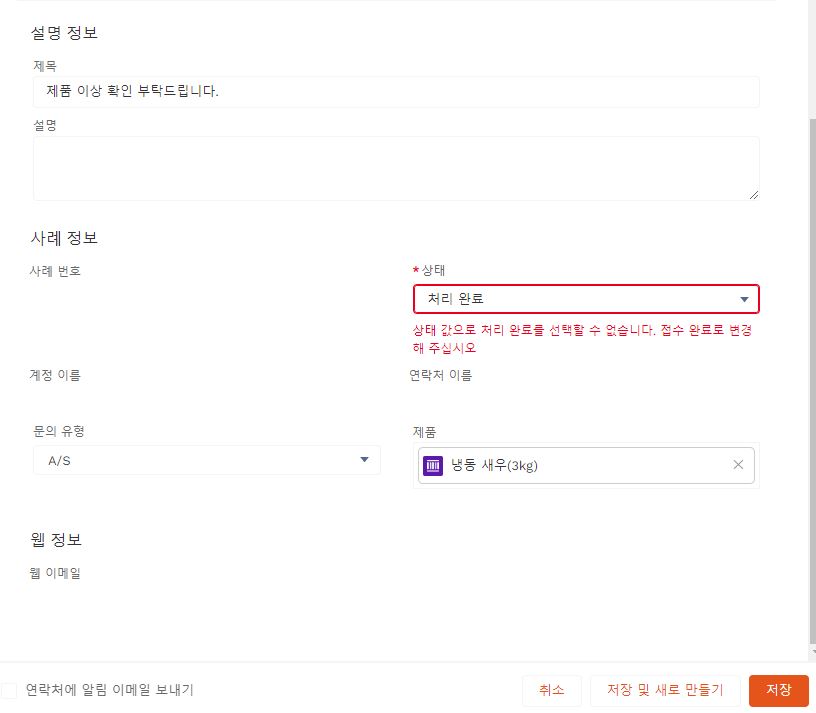 설명 정보
제목
제품 이상 확인 부탁드립니다.
설명
사례 정보
사례 번호
*상태
처리 완료
상태 값으로 처리 완료를 선택할 수 없습니다. 접수 완료로 변경
해 주십시오
계정 이름
연락처 이름
문의 유형
제품
A/S
냉동 새우(3kg)
웹 정보
웹 이메일
연락처에 알림 이메일 보내기
취소
저장 및 새로 만들기
저장